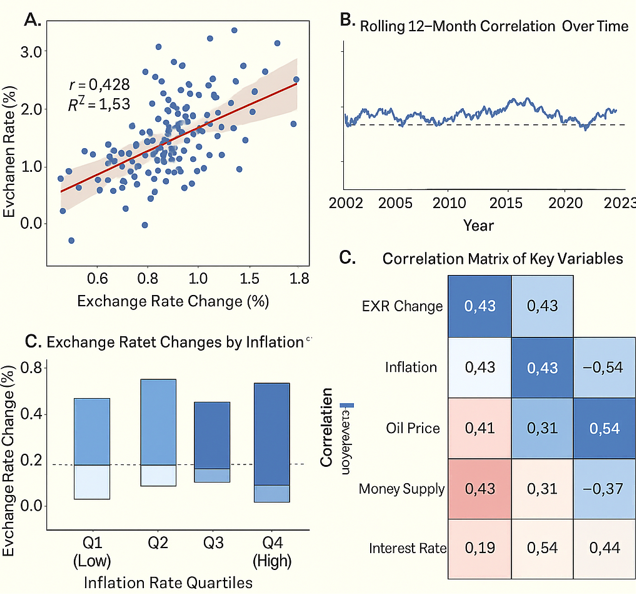 A.
3.0
2.0
1.0
0.0
r = 0,428
R^Z = 1,53
Evchanen Rate (%)
0.6 0.8 1.0 1.5 1.8
Exchange Rate Change (%)
B. Rolling 12–Month Correlation Over Time
2002 2005 2010 2015 2020 2023
Year
C. Exchange Ratet Changes by Inflation
0.8
0.4
0.2
0.0
Evchange Rate Change (%)
Q1 Q2 Q3 Q4
(Low) (High)
Inflation Rate Quartiles
C. Correlation Matrix of Key Variables
EXR Change 0,43 0,43
Inflation 0,43 0,43 −0,54
Oil Price 0,41 0,31 0,54
Money Supply 0,43 0,31 −0,37
Interest Rate 0,19 0,54 0,44
Correlation